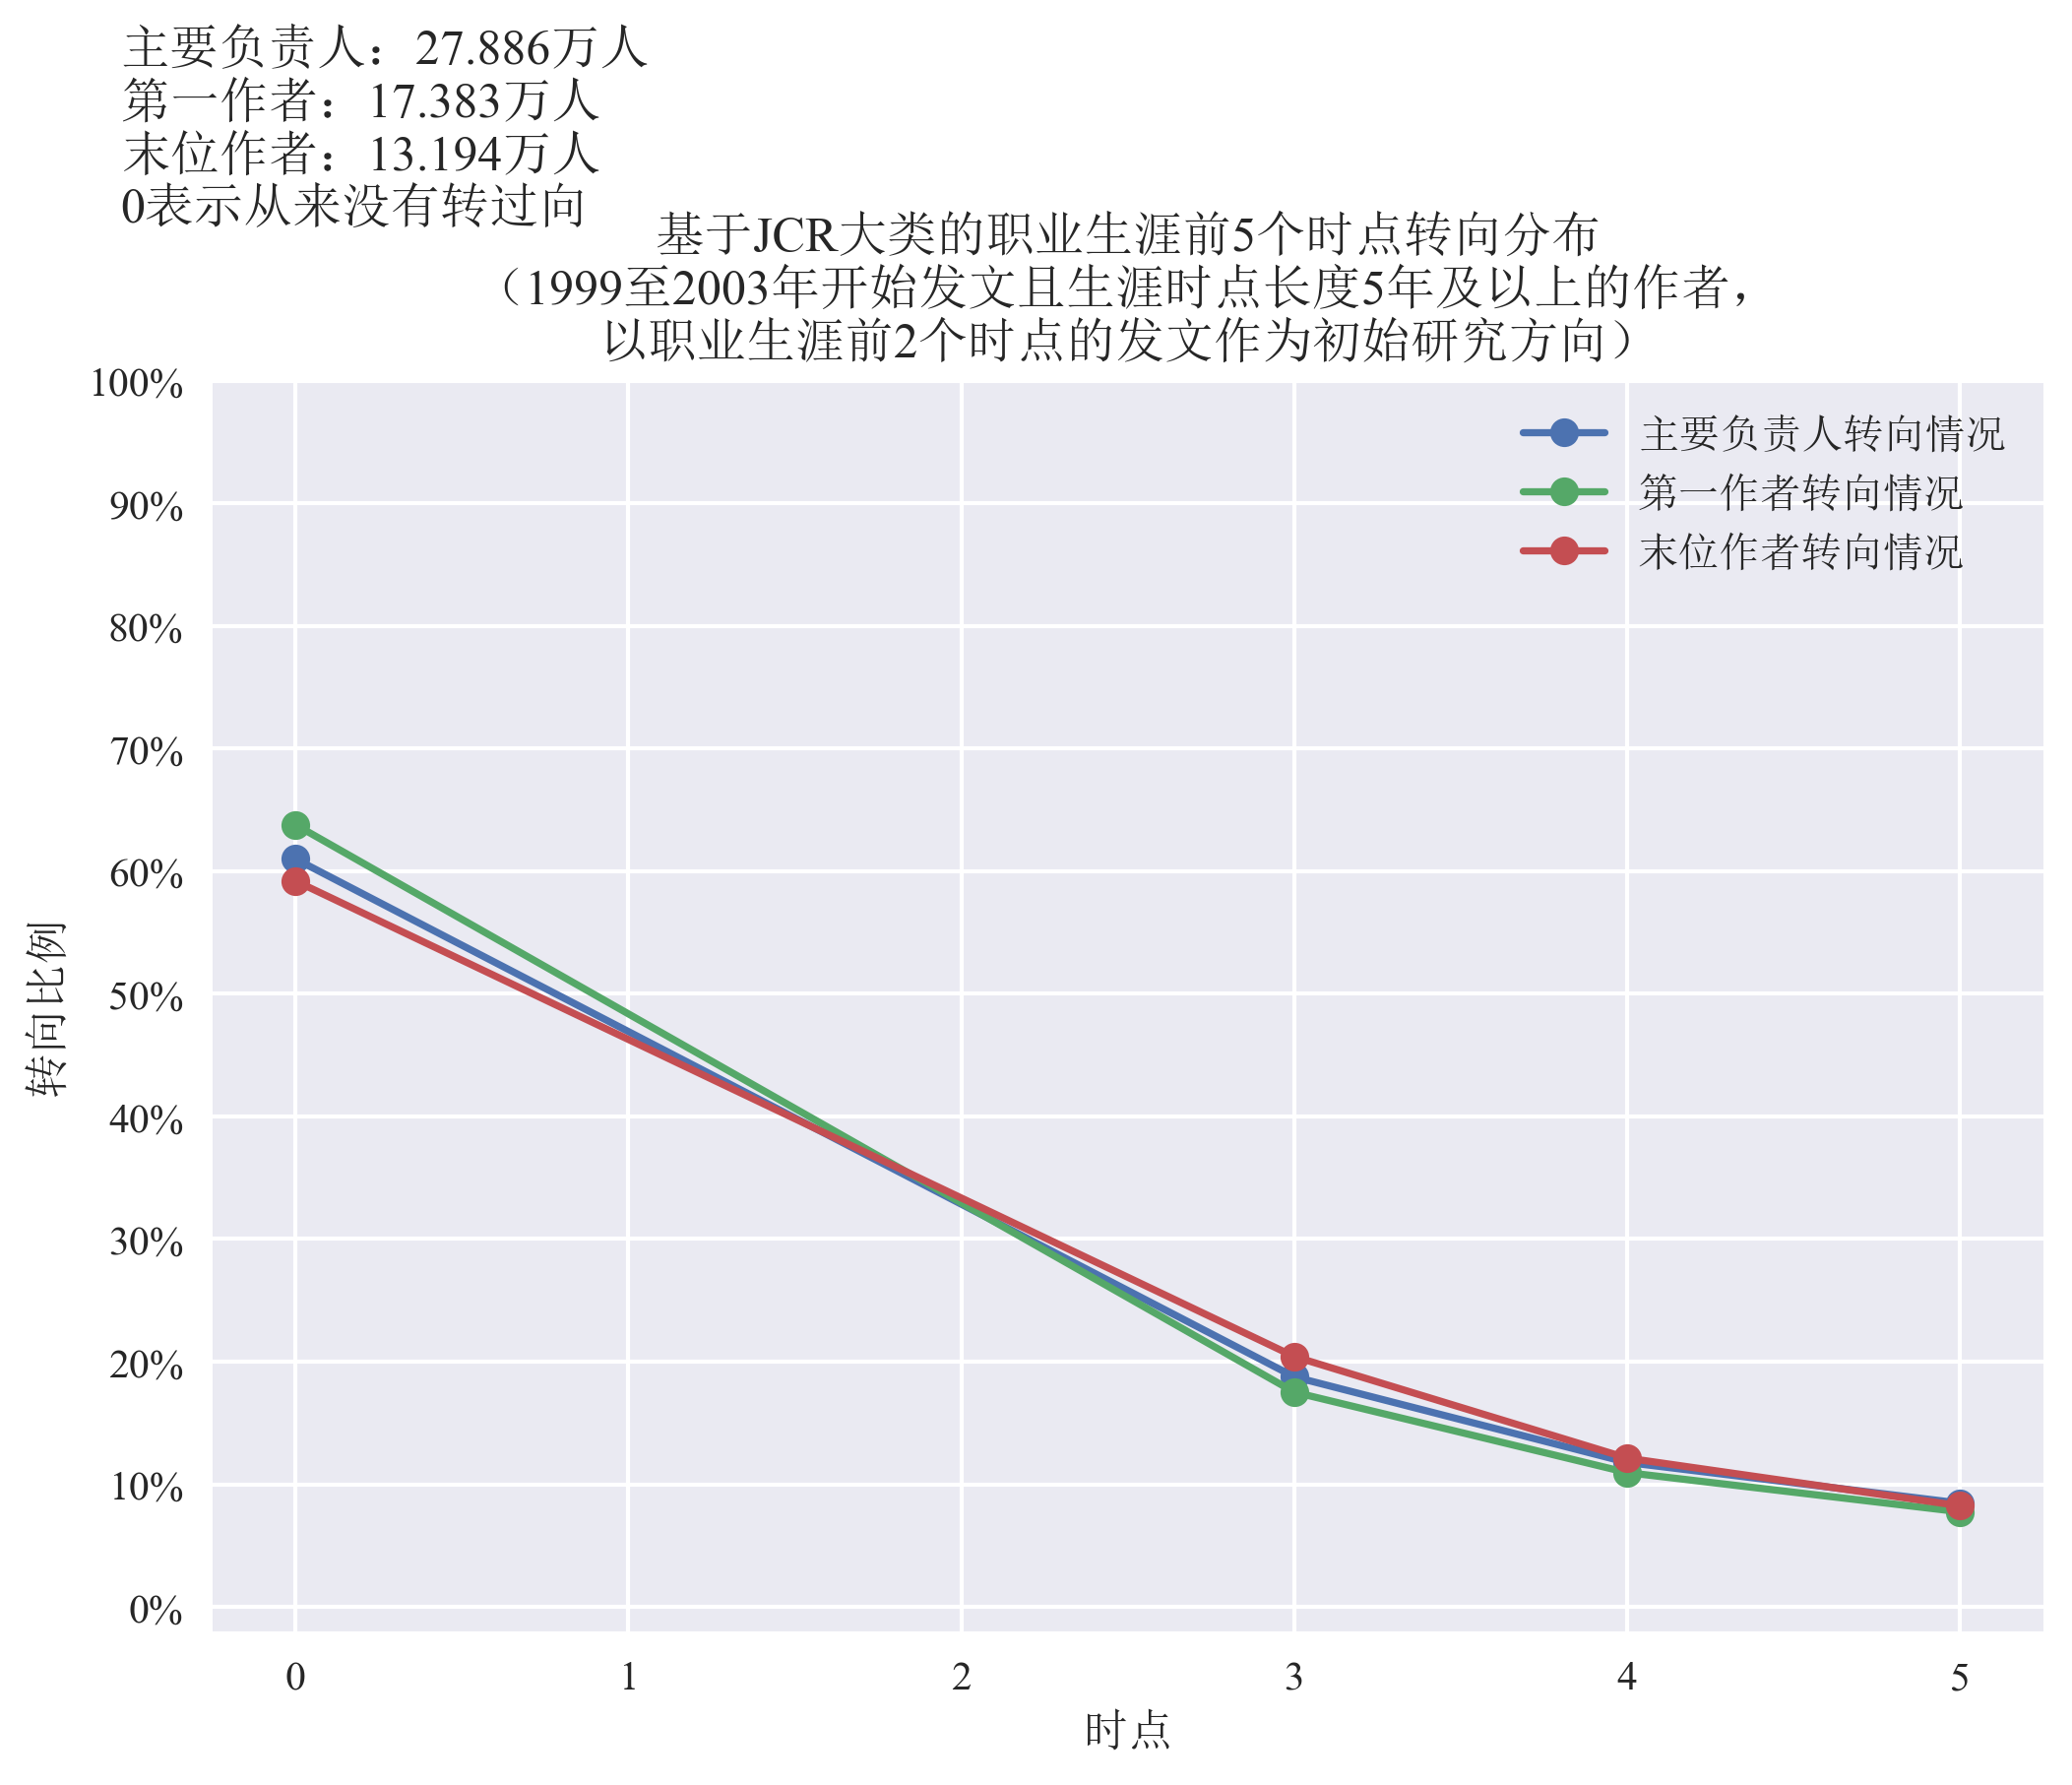 主要负责人：27.886万人
第一作者：17.383万人
末位作者：13.194万人
0表示从来没有转过向
基于JCR大类的职业生涯前5个时点转向分布
（1999至2003年开始发文且生涯时点长度5年及以上的作者，
以职业生涯前2个时点的发文作为初始研究方向）
主要负责人转向情况
第一作者转向情况
末位作者转向情况
100%
90%
80%
70%
60%
50%
40%
30%
20%
10%
0%
转向比例
0 1 2 3 4 5
时点